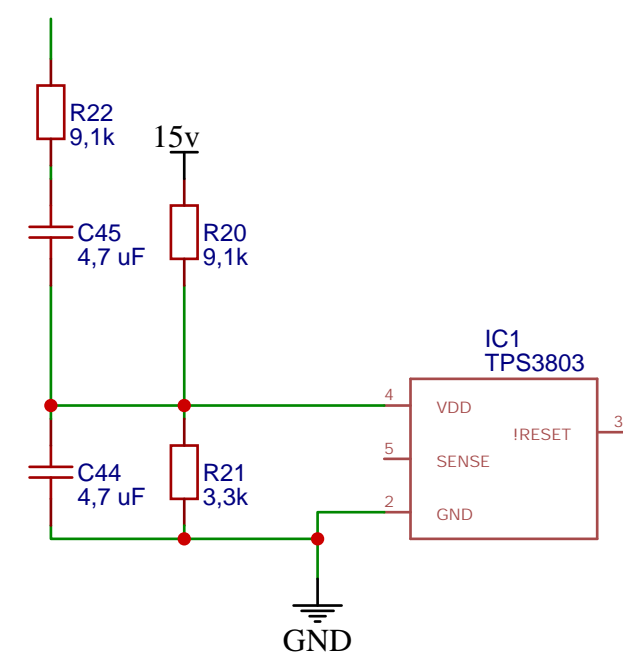 R22
9,1k
15v
C45
4,7 uF
R20
9,1k
IC1
TPS3803
4
VDD
!RESET
3
5
SENSE
C44
4,7 uF
R21
3,3k
2
GND
GND